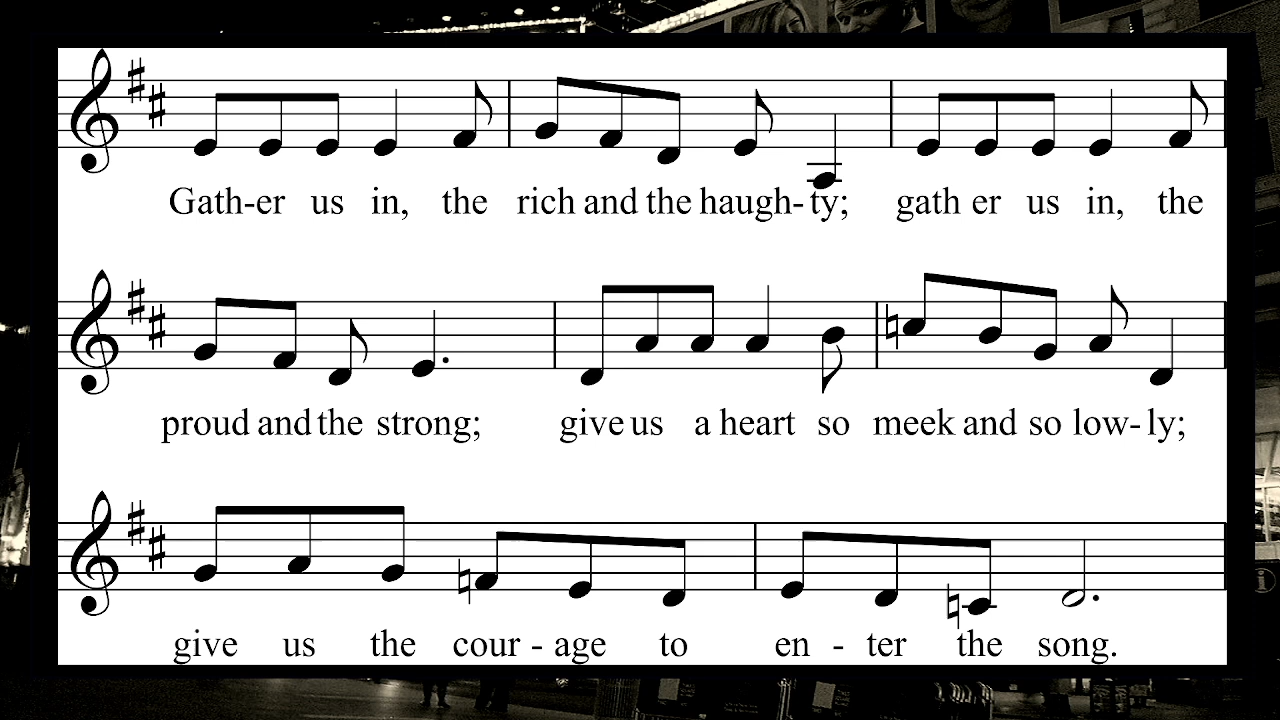 Gath-er us in, the rich and the haugh-ty; gath er us in, the
proud and the strong; give us a heart so meek and so low-ly;
give us the cour - age to en - ter the song.